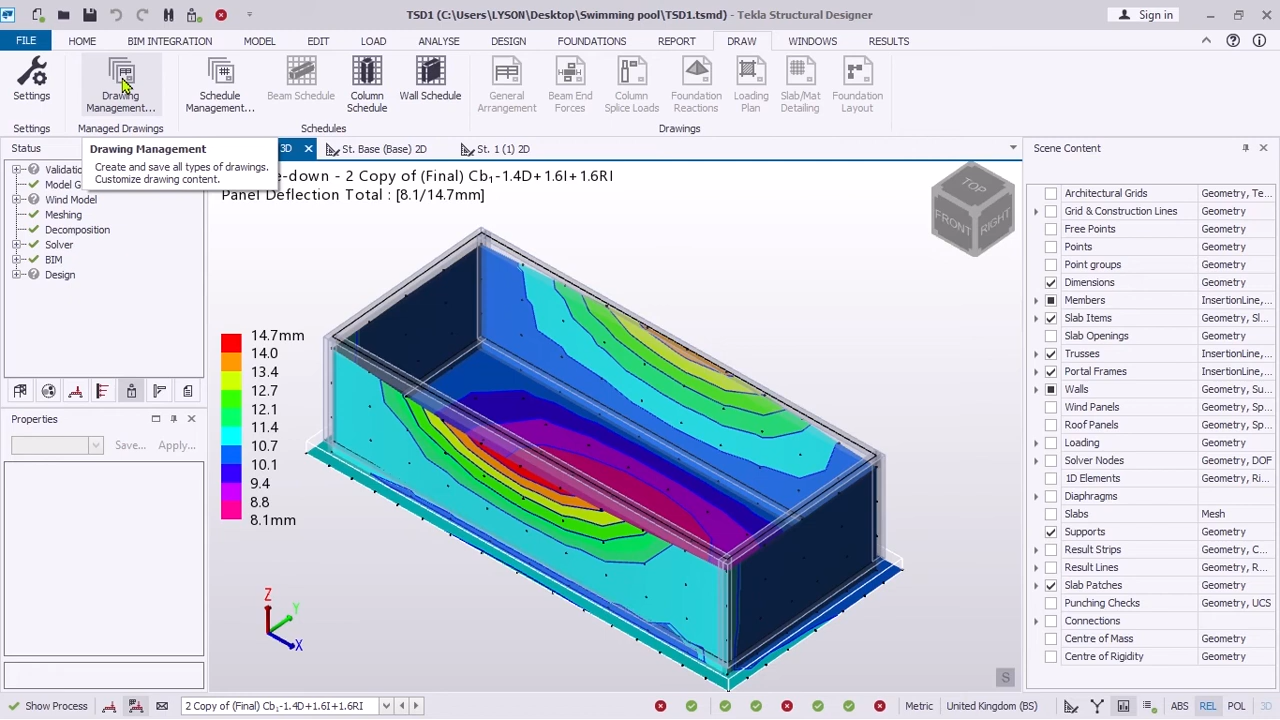 TSD1 (C:\Users\LYSON\Desktop\Swimming pool\TSD1.tsmd) - Tekla Structural Designer
Sign in
FILE HOME BIM INTEGRATION MODEL EDIT LOAD ANALYSE DESIGN FOUNDATIONS REPORT DRAW WINDOWS RESULTS
Settings
Drawing Management...
Schedule Management...
Beam Schedule
Column Schedule
Wall Schedule
General Arrangement
Beam End Forces
Column Splice Loads
Foundation Reactions
Loading Plan
Slab/Mat Detailing
Foundation Layout
Settings Managed Drawings Schedules Drawings
Status
Drawing Management
Create and save all types of drawings.
Customize drawing content.
3D
St. Base (Base) 2D
St. 1 (1) 2D
Scene Content
Validatio
Model G
Wind Model
Meshing
Decomposition
Solver
BIM
Design
e-down - 2 Copy of (Final) Cb₁-1.4D+1.6I+1.6RI
Panel Deflection Total : [8.1/14.7mm]
TOP
FRONT
RIGHT
14.7mm
14.0
13.4
12.7
12.1
11.4
10.7
10.1
9.4
8.8
8.1mm
Z
Y
X
S
Properties
Save... Apply...
Architectural Grids Geometry, Te...
Grid & Construction Lines Geometry
Free Points Geometry
Points Geometry
Point groups Geometry
Dimensions Geometry
Members InsertionLine,...
Slab Items Geometry, Sl...
Slab Openings Geometry
Trusses InsertionLine,...
Portal Frames InsertionLine,...
Walls Geometry, Su...
Wind Panels Geometry, Sp...
Roof Panels Geometry, Sp...
Loading Geometry
Solver Nodes Geometry, DOF
1D Elements Geometry, Ri...
Diaphragms
Slabs Mesh
Supports Geometry
Result Strips Geometry, C...
Result Lines Geometry, R...
Slab Patches Geometry
Punching Checks Geometry, UCS
Connections
Centre of Mass Geometry
Centre of Rigidity Geometry
Show Process
2 Copy of (Final) Cb₁-1.4D+1.6I+1.6RI
Metric
United Kingdom (BS)
ABS REL POL 3D